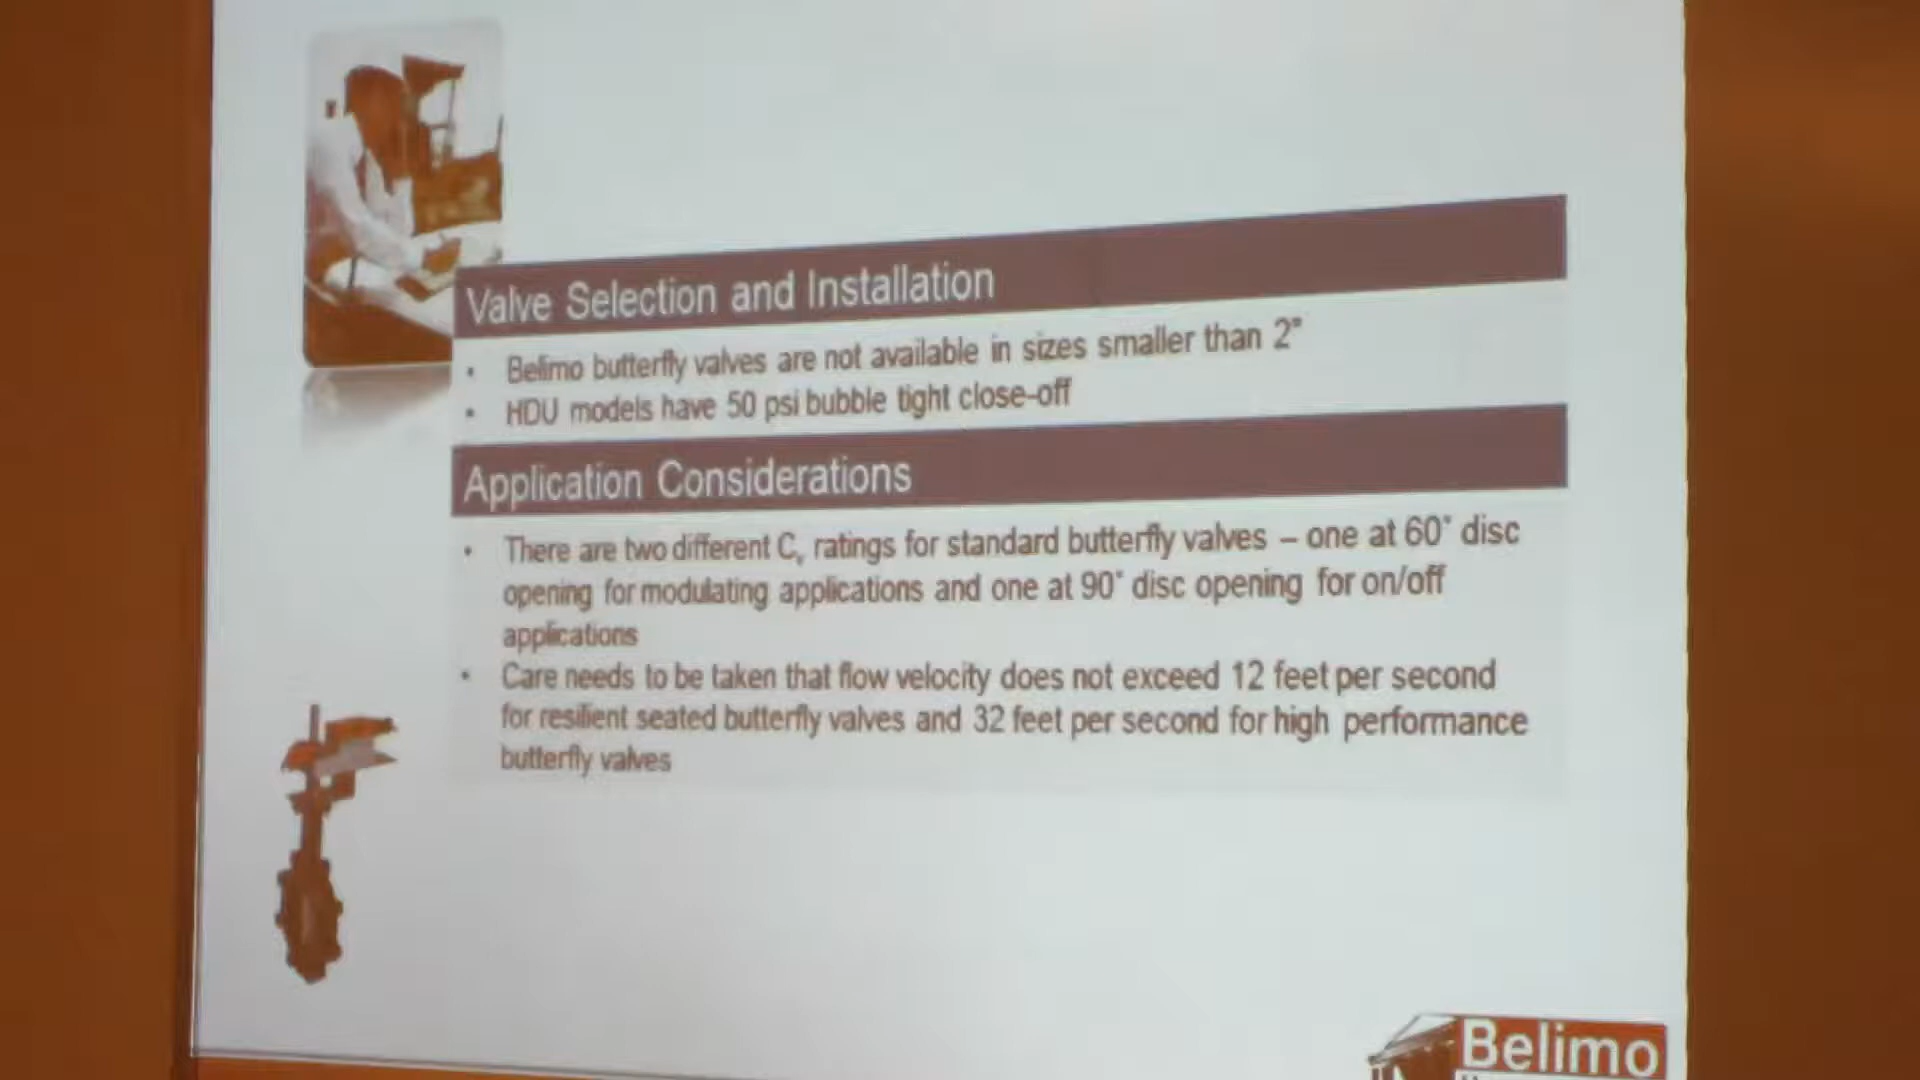 Valve Selection and Installation
• Belimo butterfly valves are not available in sizes smaller than 2"
• HDU models have 50 psi bubble tight close-off
Application Considerations
• There are two different Cv ratings for standard butterfly valves – one at 60° disc
opening for modulating applications and one at 90° disc opening for on/off
applications
• Care needs to be taken that flow velocity does not exceed 12 feet per second
for resilient seated butterfly valves and 32 feet per second for high performance
butterfly valves
Belimo